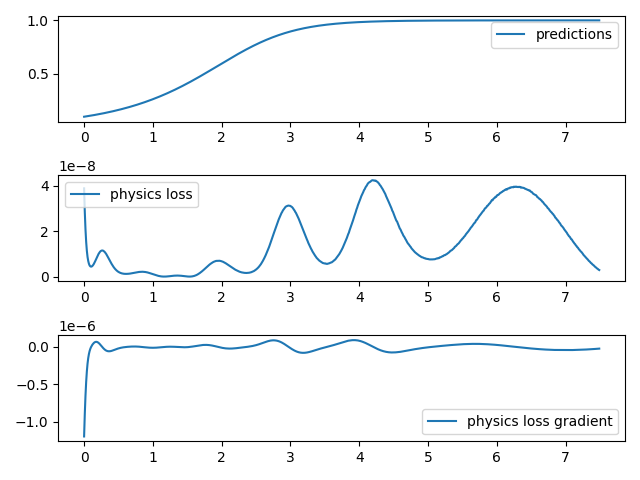 1.0
0.5
predictions
0 1 2 3 4 5 6 7
1e−8
4
2
0
physics loss
0 1 2 3 4 5 6 7
1e−6
0.0
−0.5
−1.0
physics loss gradient
0 1 2 3 4 5 6 7